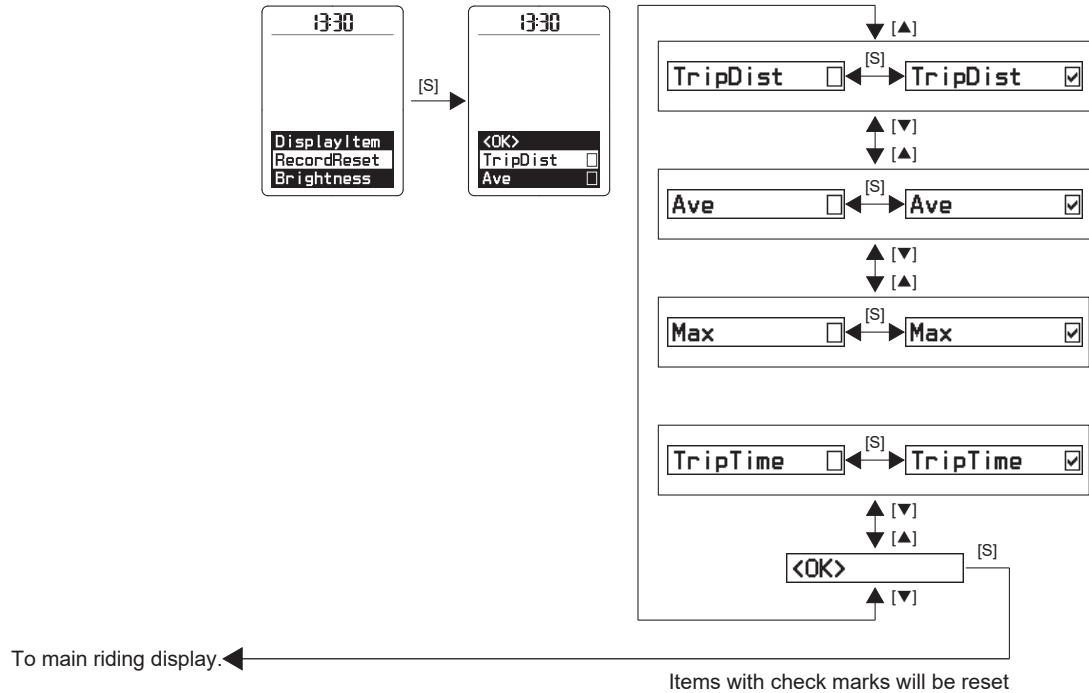 13:30
DisplayItem
RecordReset
Brightness
[S]
13:30
<OK>
TripDist
Ave
[▲]
TripDist
[S]
TripDist
[▼]
[▲]
Ave
[S]
Ave
[▼]
[▲]
Max
[S]
Max
TripTime
[S]
TripTime
[▼]
[▲]
<OK>
[S]
[▼]
To main riding display.
Items with check marks will be reset